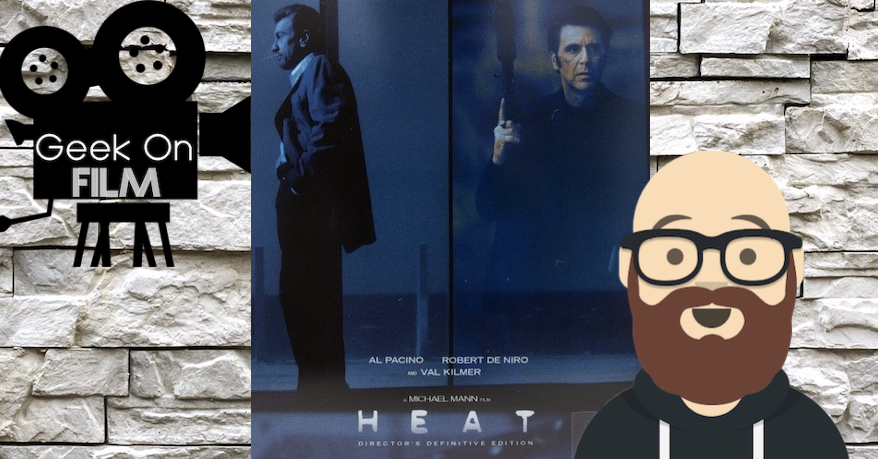 Geek On
FILM
AL PACINO ROBERT DE NIRO
AND VAL KILMER
A MICHAEL MANN FILM
HEAT
DIRECTOR'S DEFINITIVE EDITION